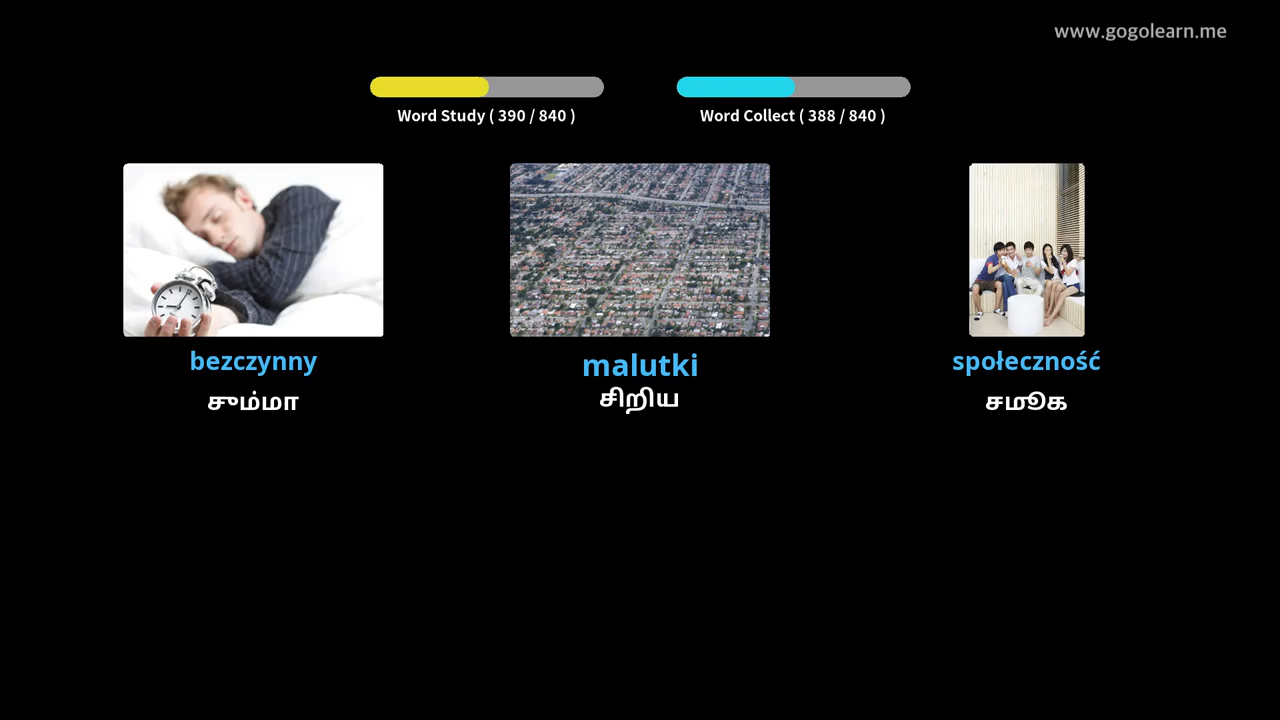 www.gogolearn.me
Word Study ( 390 / 840 )
Word Collect ( 388 / 840 )
bezczynny
malutki
społeczność
சும்மா
சிறிய
சமூக